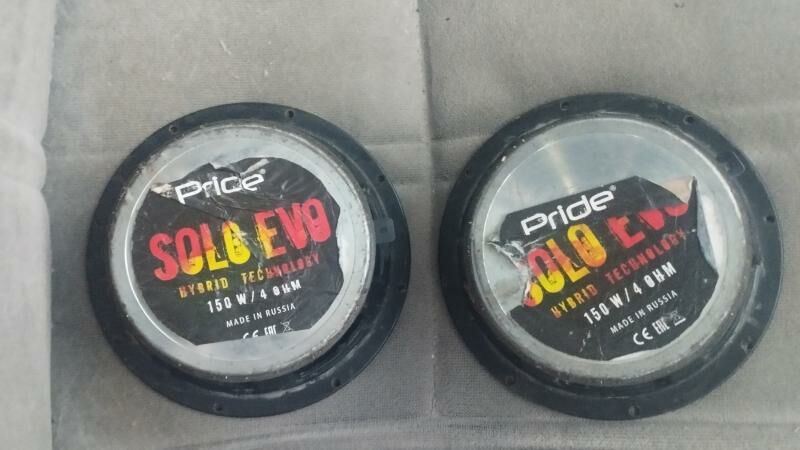 Pride®
SOLO EVO
HYBRID TECHNOLOGY
150 W/4 OHM
MADE IN RUSSIA
CE EAC
Pride®
SOLO EVO
HYBRID TECHNOLOGY
150 W/4 OHM
MADE IN RUSSIA
CE EAC